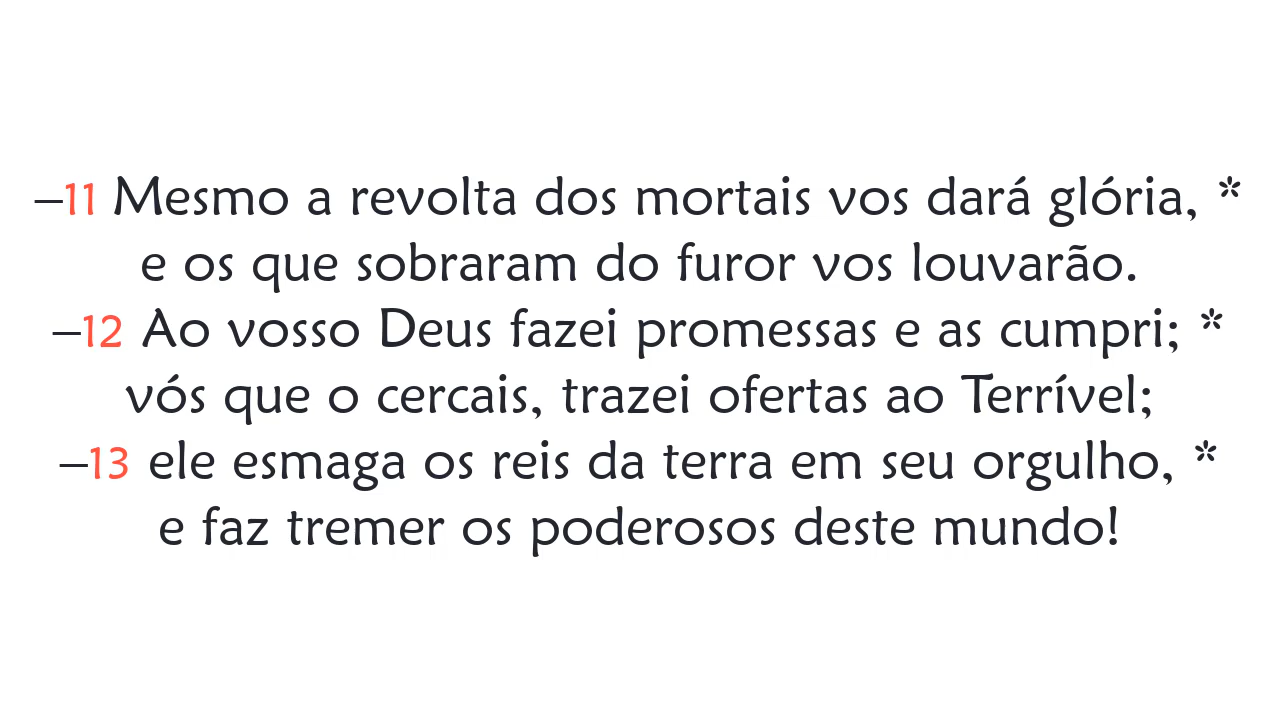 –11 Mesmo a revolta dos mortais vos dará glória, *
e os que sobraram do furor vos louvarão.
–12 Ao vosso Deus fazei promessas e as cumpri; *
vós que o cercais, trazei ofertas ao Terrível;
–13 ele esmaga os reis da terra em seu orgulho, *
e faz tremer os poderosos deste mundo!